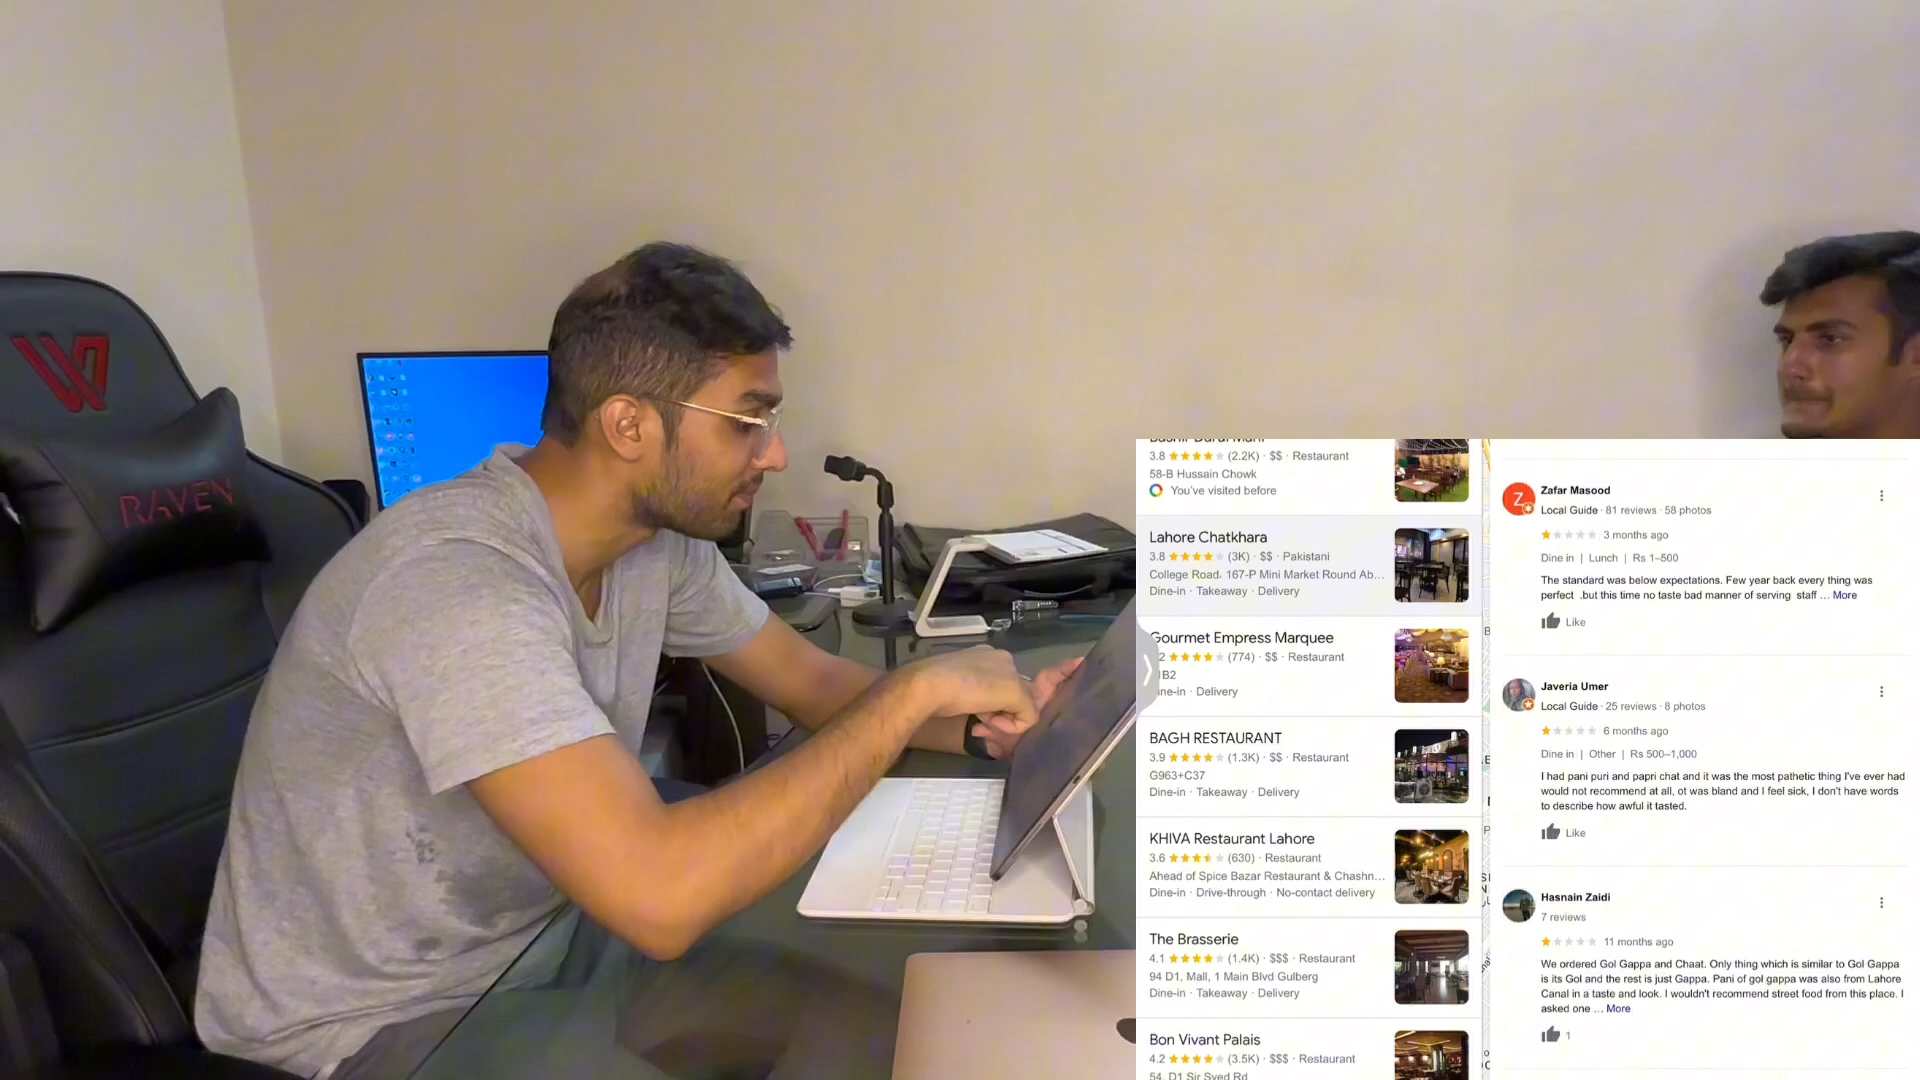 RAVEN
3.8 (2.2K) · $$ · Restaurant
58-B Hussain Chowk
You've visited before
Lahore Chatkhara
3.8 (3K) · $$ · Pakistani
College Road, 167-P Mini Market Round Ab...
Dine-in · Takeaway · Delivery
Gourmet Empress Marquee
(774) · $$ · Restaurant
Delivery
BAGH RESTAURANT
3.9 (1.3K) · $$ · Restaurant
G963+C37
Dine-in · Takeaway · Delivery
KHIVA Restaurant Lahore
3.6 (630) · Restaurant
Ahead of Spice Bazar Restaurant & Chashn...
Dine-in · Drive-through · No-contact delivery
The Brasserie
4.1 (1.4K) · $$$ · Restaurant
94 D1, Mall, 1 Main Blvd Gulberg
Dine-in · Takeaway · Delivery
Bon Vivant Palais
4.2 (3.5K) · $$$ · Restaurant
54, D1 Sir Syed Rd
Z
Zafar Masood
Local Guide · 81 reviews · 58 photos
3 months ago
Dine in | Lunch | Rs 1–500
The standard was below expectations. Few year back every thing was
perfect .but this time no taste bad manner of serving staff ... More
Like
Javeria Umer
Local Guide · 25 reviews · 8 photos
6 months ago
Dine in | Other | Rs 500–1,000
I had pani puri and papri chat and it was the most pathetic thing I've ever had
would not recommend at all, ot was bland and I feel sick, I don't have words
to describe how awful it tasted.
Like
Hasnain Zaidi
7 reviews
11 months ago
We ordered Gol Gappa and Chaat. Only thing which is similar to Gol Gappa
is its Gol and the rest is just Gappa. Pani of gol gappa was also from Lahore
Canal in a taste and look. I wouldn't recommend street food from this place. I
asked one ... More
1